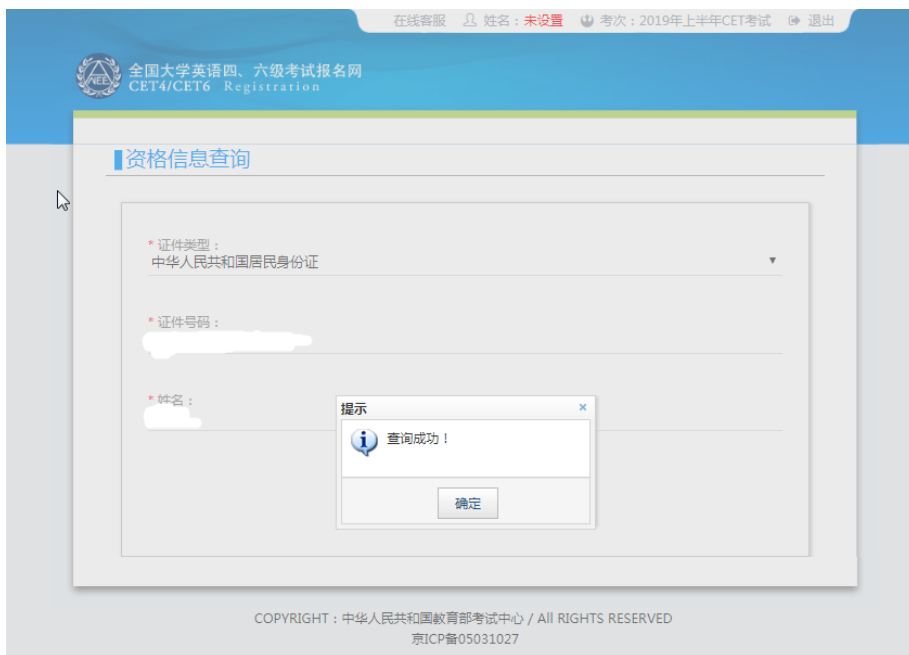 在线客服 姓名：未设置 考次：2019年上半年CET考试 退出
NEE
全国大学英语四、六级考试报名网
CET4/CET6 Registration
资格信息查询
* 证件类型：
中华人民共和国居民身份证 ▼
* 证件号码：
* 姓名：
提示 ×
i 查询成功！
确定
COPYRIGHT：中华人民共和国教育部考试中心 / All RIGHTS RESERVED
京ICP备05031027